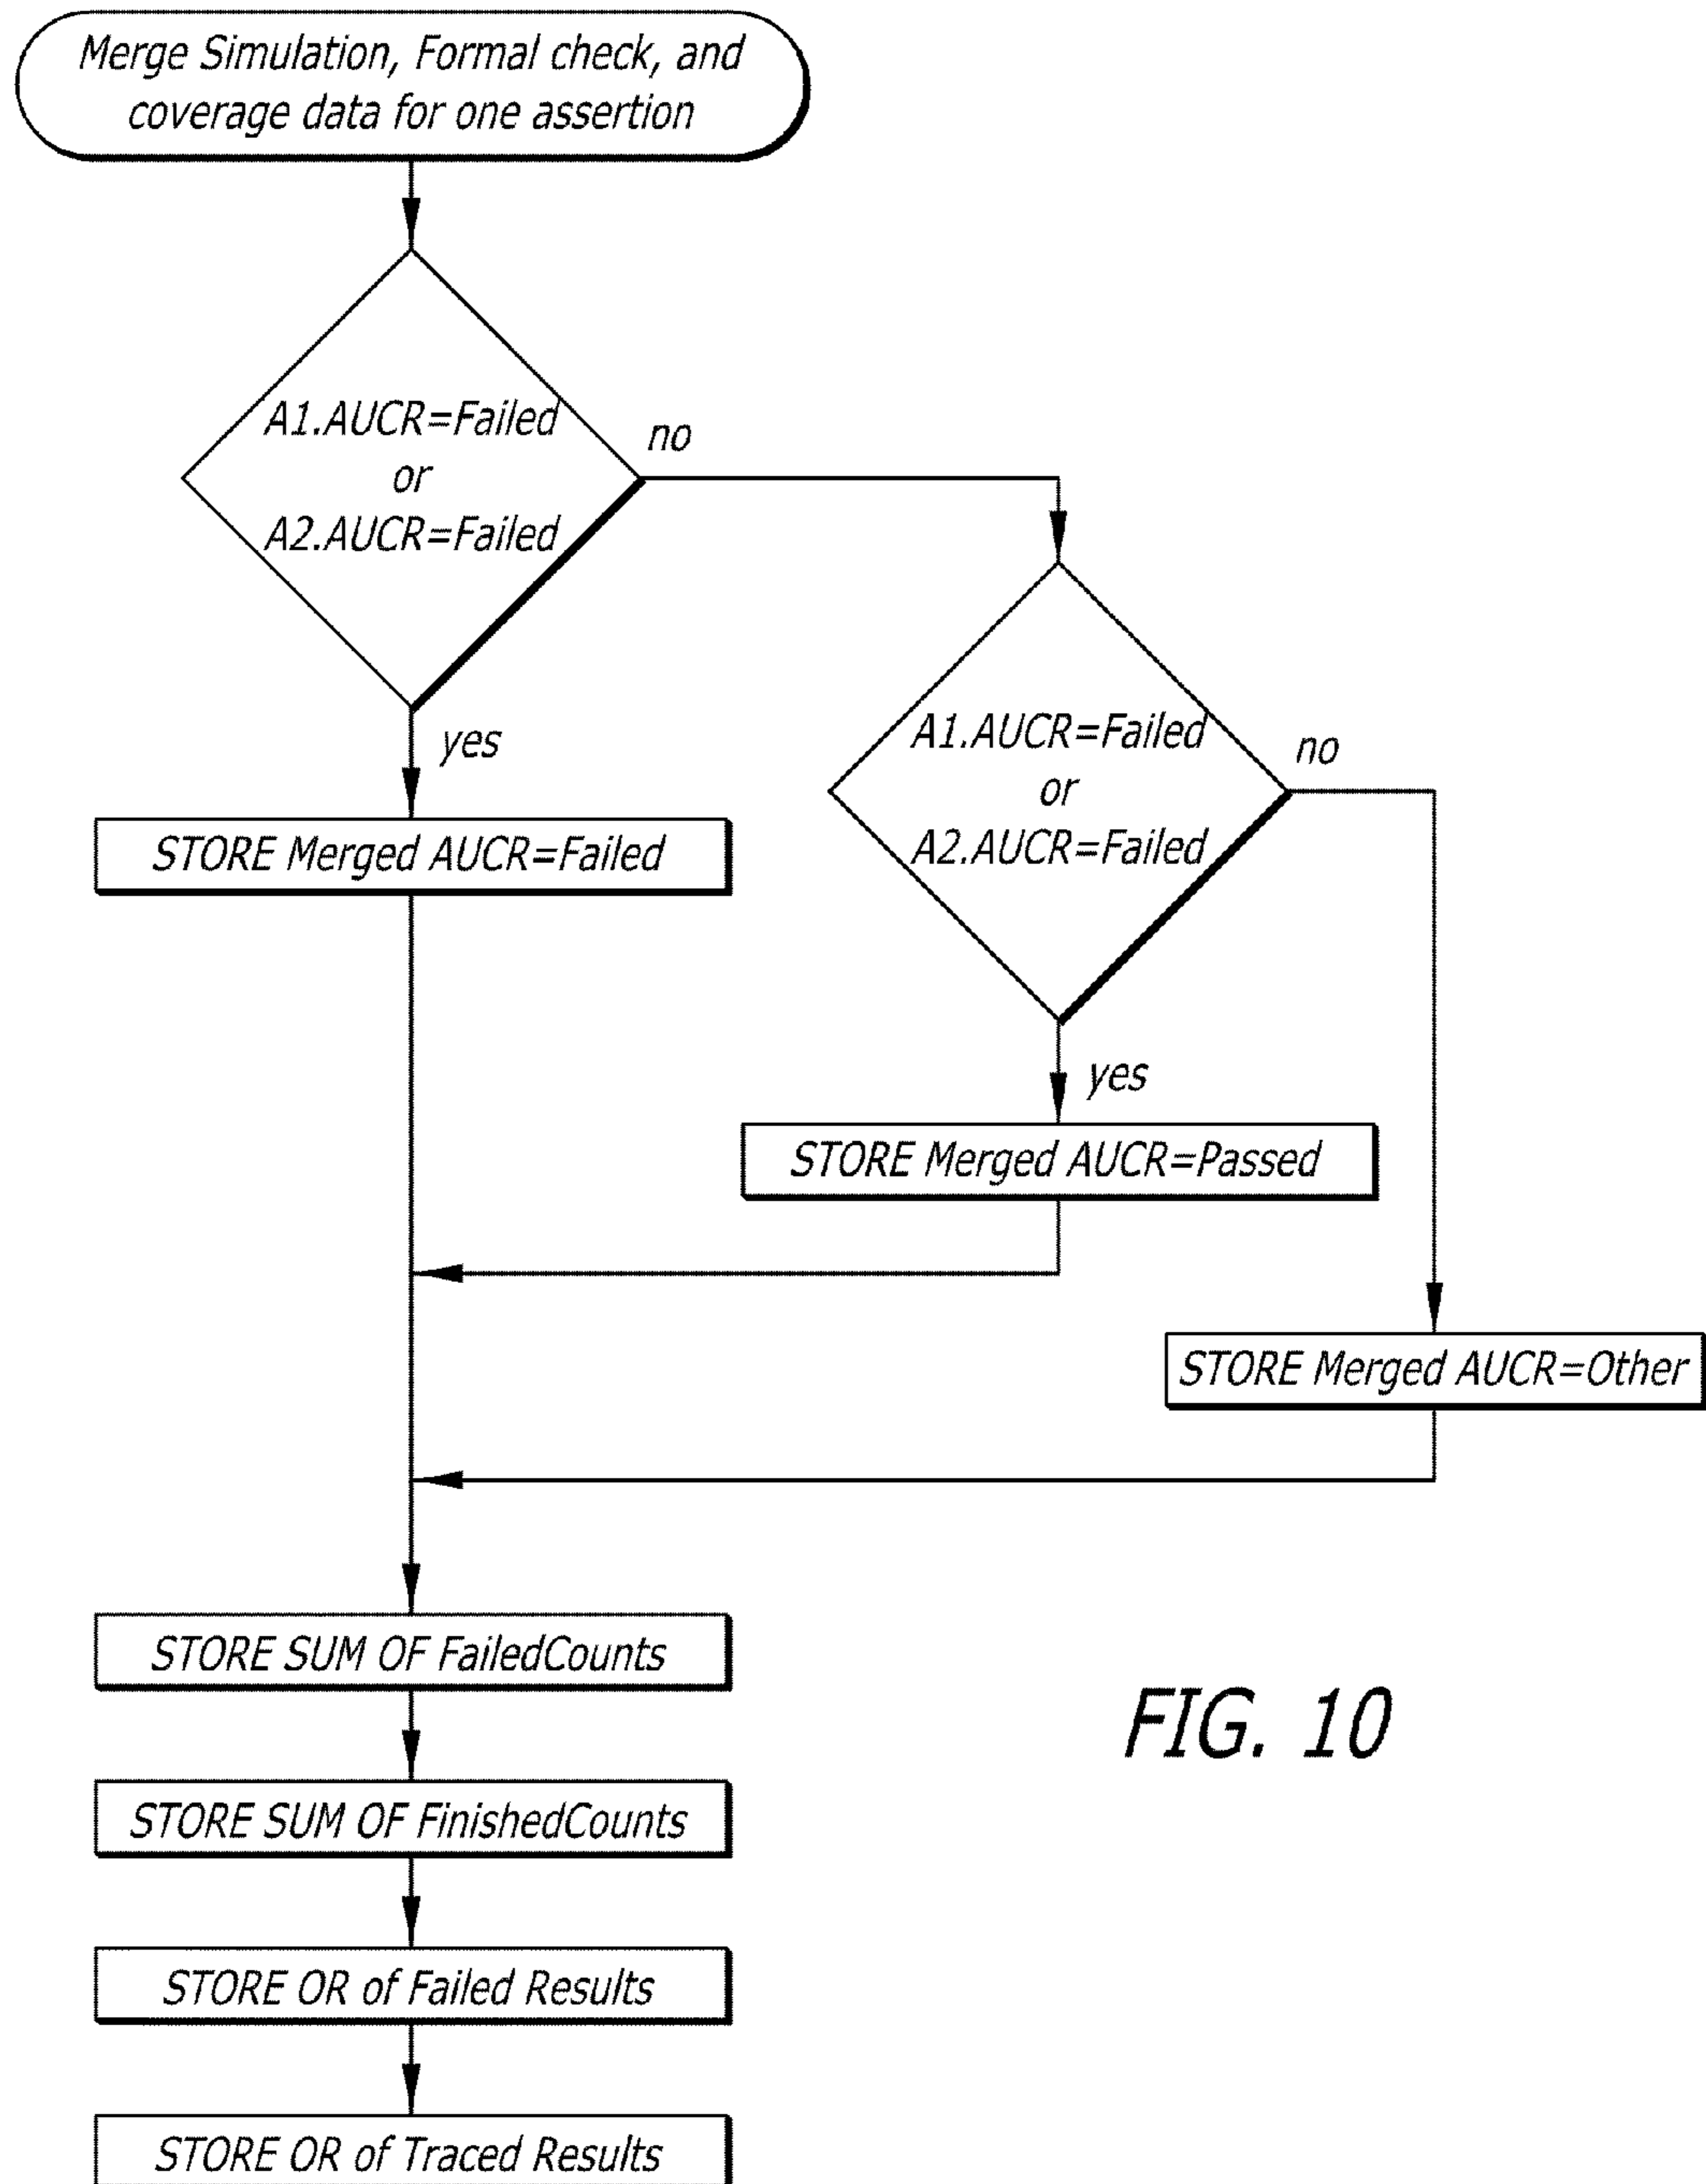 Merge Simulation, Formal check, and
coverage data for one assertion
A1.AUCR=Failed
or
A2.AUCR=Failed
no
yes
STORE Merged AUCR=Failed
A1.AUCR=Failed
or
A2.AUCR=Failed
no
yes
STORE Merged AUCR=Passed
STORE Merged AUCR=Other
STORE SUM OF FailedCounts
STORE SUM OF FinishedCounts
STORE OR of Failed Results
STORE OR of Traced Results
FIG. 10